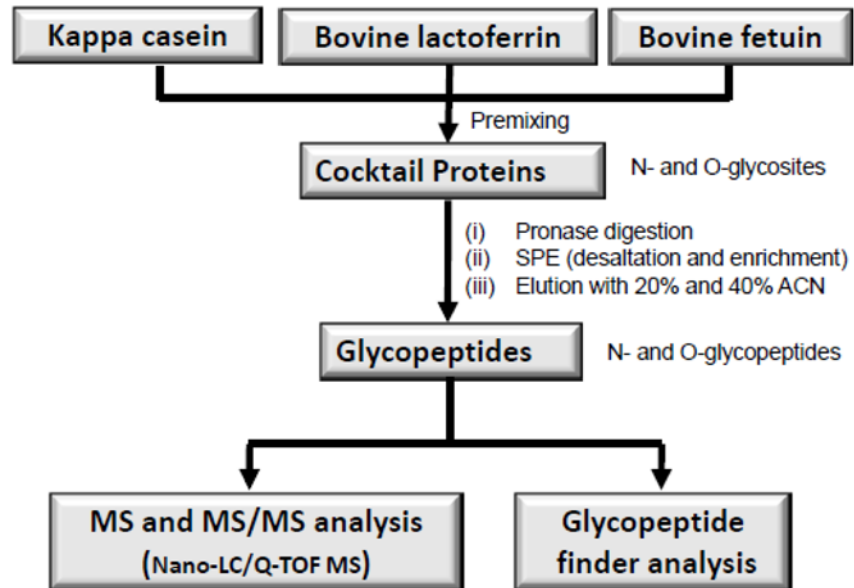 Kappa casein
Bovine lactoferrin
Bovine fetuin
Premixing
Cocktail Proteins
N- and O-glycosites
(i) Pronase digestion
(ii) SPE (desaltation and enrichment)
(iii) Elution with 20% and 40% ACN
Glycopeptides
N- and O-glycopeptides
MS and MS/MS analysis
(Nano-LC/Q-TOF MS)
Glycopeptide
finder analysis